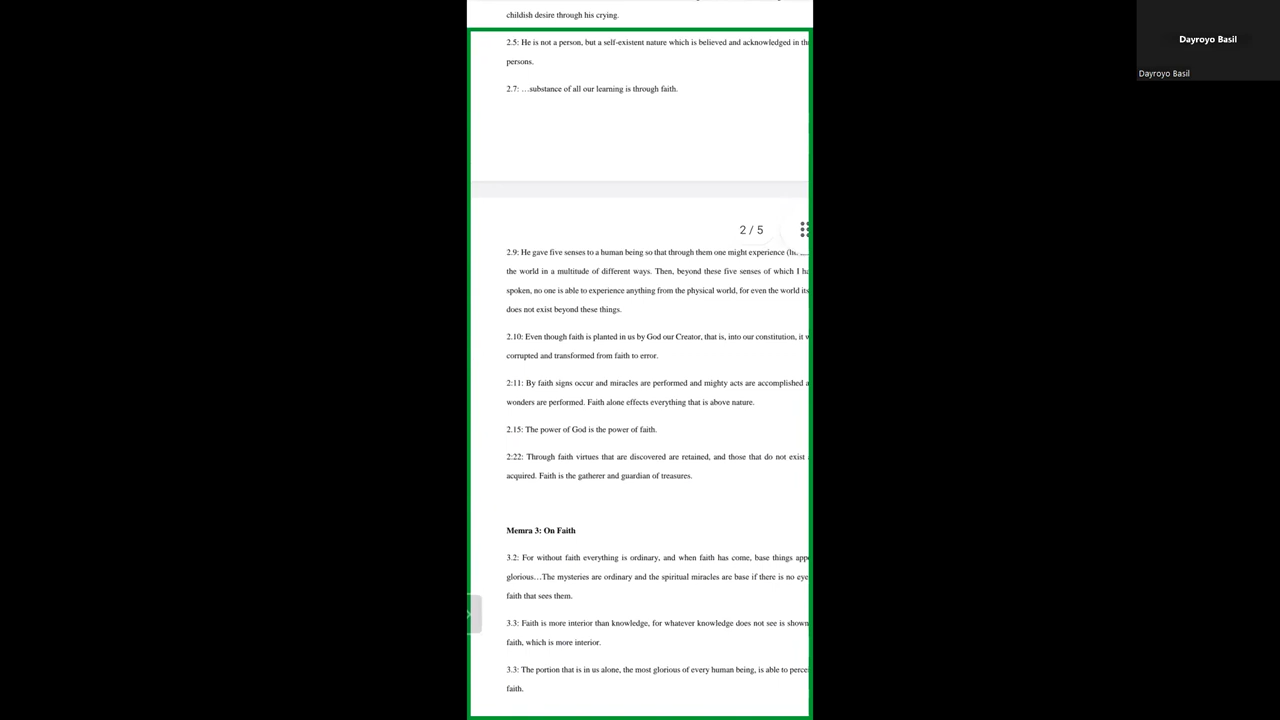 childish desire through his crying.
2.5: He is not a person, but a self-existent nature which is believed and acknowledged in
persons.
2.7: …substance of all our learning is through faith.
2 / 5
2.9: He gave five senses to a human being so that through them one might experience
the world in a multitude of different ways. Then, beyond these five senses of which I
spoken, no one is able to experience anything from the physical world, for even the world
does not exist beyond these things.
2.10: Even though faith is planted in us by God our Creator, that is, into our constitution, it
corrupted and transformed from faith to error.
2:11: By faith signs occur and miracles are performed and mighty acts are accomplished
wonders are performed. Faith alone effects everything that is above nature.
2.15: The power of God is the power of faith.
2:22: Through faith virtues that are discovered are retained, and those that do not exist
acquired. Faith is the gatherer and guardian of treasures.
Memra 3: On Faith
3.2: For without faith everything is ordinary, and when faith has come, base things
glorious…The mysteries are ordinary and the spiritual miracles are base if there is no eye
faith that sees them.
3.3: Faith is more interior than knowledge, for whatever knowledge does not see is shown
faith, which is more interior.
3.3: The portion that is in us alone, the most glorious of every human being, is able to
faith.
Dayroyo Basil
Dayroyo Basil